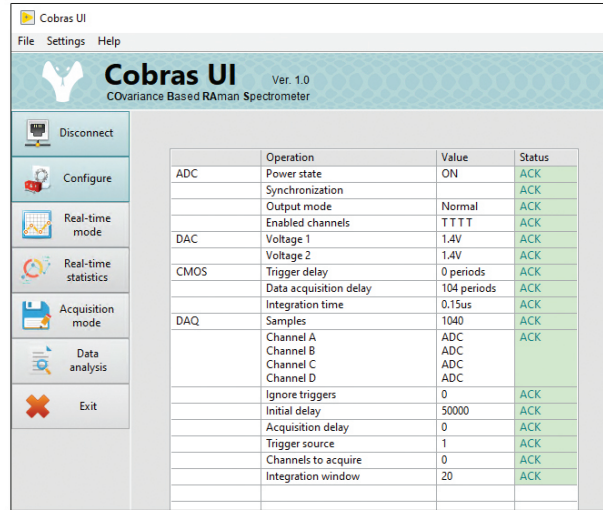 Cobras UI
File Settings Help
Cobras UI Ver. 1.0
COvariance Based RAman Spectrometer
Disconnect
Configure
Real-time
mode
Real-time
statistics
Acquisition
mode
Data
analysis
Exit
Operation Value Status
ADC Power state ON ACK
Synchronization ACK
Output mode Normal ACK
Enabled channels T T T T ACK
DAC Voltage 1 1.4V ACK
Voltage 2 1.4V ACK
CMOS Trigger delay 0 periods ACK
Data acquisition delay 104 periods ACK
Integration time 0.15us ACK
DAQ Samples 1040 ACK
Channel A ADC ACK
Channel B ADC
Channel C ADC
Channel D ADC
Ignore triggers 0 ACK
Initial delay 50000 ACK
Acquisition delay 0 ACK
Trigger source 1 ACK
Channels to acquire 0 ACK
Integration window 20 ACK